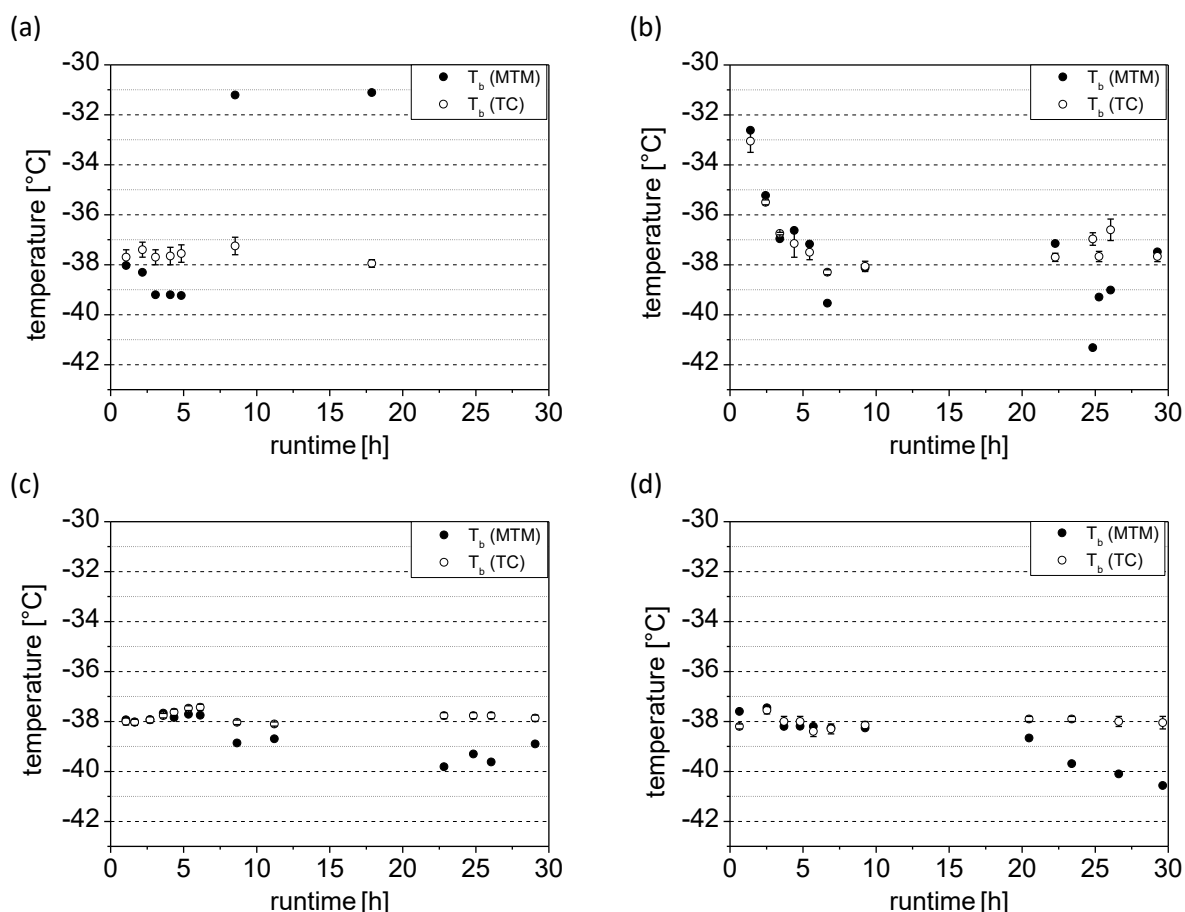 (a)
-30
-32
-34
-36
-38
-40
-42
temperature [°C]
0 5 10 15 20 25 30
runtime [h]
T_b (MTM)
T_b (TC)
(b)
-30
-32
-34
-36
-38
-40
-42
temperature [°C]
0 5 10 15 20 25 30
runtime [h]
T_b (MTM)
T_b (TC)
(c)
-30
-32
-34
-36
-38
-40
-42
temperature [°C]
0 5 10 15 20 25 30
runtime [h]
T_b (MTM)
T_b (TC)
(d)
-30
-32
-34
-36
-38
-40
-42
temperature [°C]
0 5 10 15 20 25 30
runtime [h]
T_b (MTM)
T_b (TC)